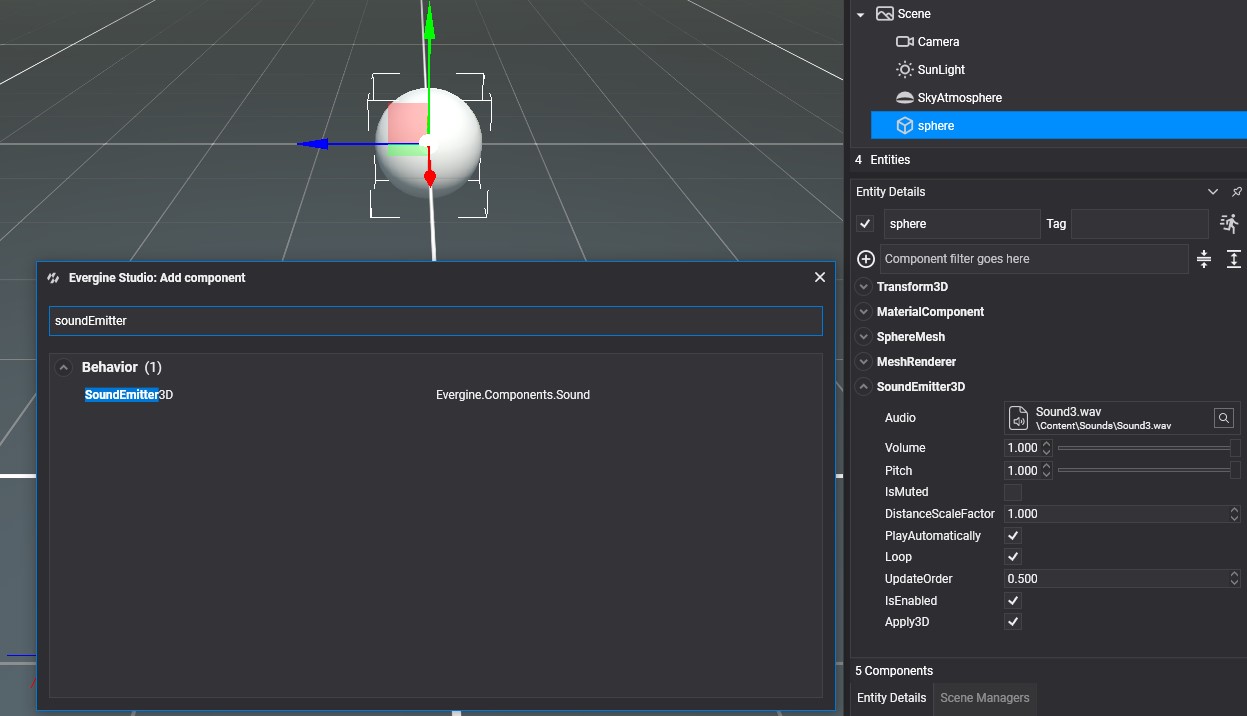 Scene
Camera
SunLight
SkyAtmosphere
sphere
4 Entities
Entity Details
sphere Tag
Component filter goes here
Transform3D
MaterialComponent
SphereMesh
MeshRenderer
SoundEmitter3D
Audio Sound3.wav
\Content\Sounds\Sound3.wav
Volume 1.000
Pitch 1.000
IsMuted
DistanceScaleFactor 1.000
PlayAutomatically
Loop
UpdateOrder 0.500
IsEnabled
Apply3D
5 Components
Entity Details Scene Managers
Evergine Studio: Add component
soundEmitter
Behavior (1)
SoundEmitter3D Evergine.Components.Sound